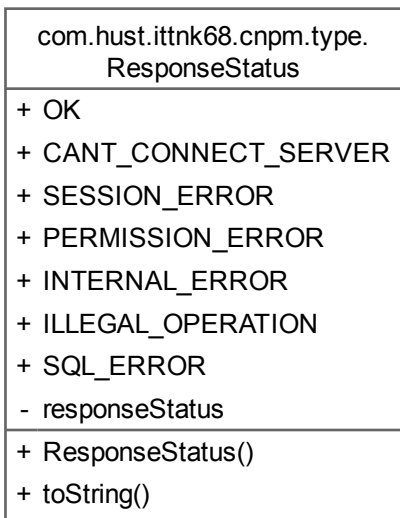 com.hust.ittnk68.cnpm.type.
ResponseStatus
+ OK
+ CANT_CONNECT_SERVER
+ SESSION_ERROR
+ PERMISSION_ERROR
+ INTERNAL_ERROR
+ ILLEGAL_OPERATION
+ SQL_ERROR
- responseStatus
+ ResponseStatus()
+ toString()